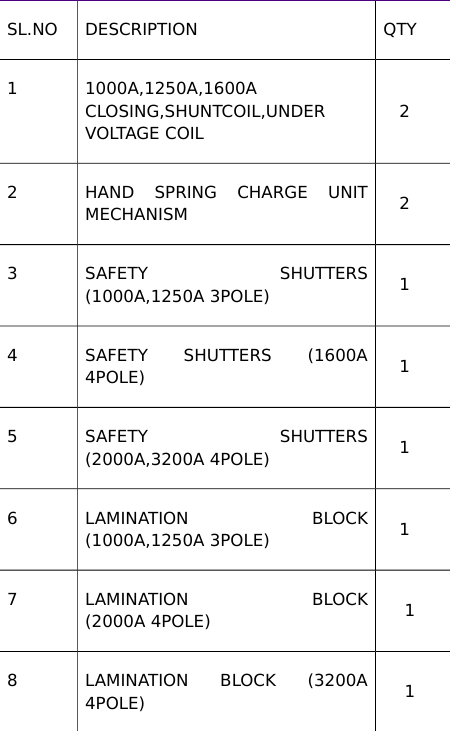 SL.NO DESCRIPTION QTY
1 1000A,1250A,1600A
CLOSING,SHUNTCOIL,UNDER 2
VOLTAGE COIL
2 HAND SPRING CHARGE UNIT
MECHANISM 2
3 SAFETY SHUTTERS
(1000A,1250A 3POLE) 1
4 SAFETY SHUTTERS (1600A
4POLE) 1
5 SAFETY SHUTTERS
(2000A,3200A 4POLE) 1
6 LAMINATION BLOCK
(1000A,1250A 3POLE) 1
7 LAMINATION BLOCK
(2000A 4POLE) 1
8 LAMINATION BLOCK (3200A
4POLE) 1